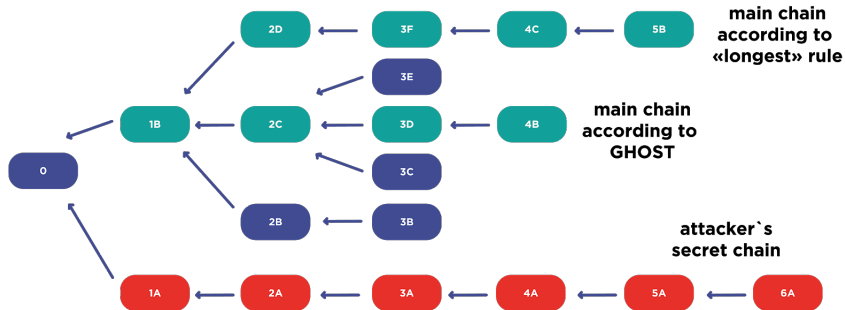 2D 3F 4C 5B
main chain
according to
«longest» rule
3E
1B 2C 3D 4B
main chain
according to
GHOST
0
3C
2B 3B
attacker`s
secret chain
1A 2A 3A 4A 5A 6A